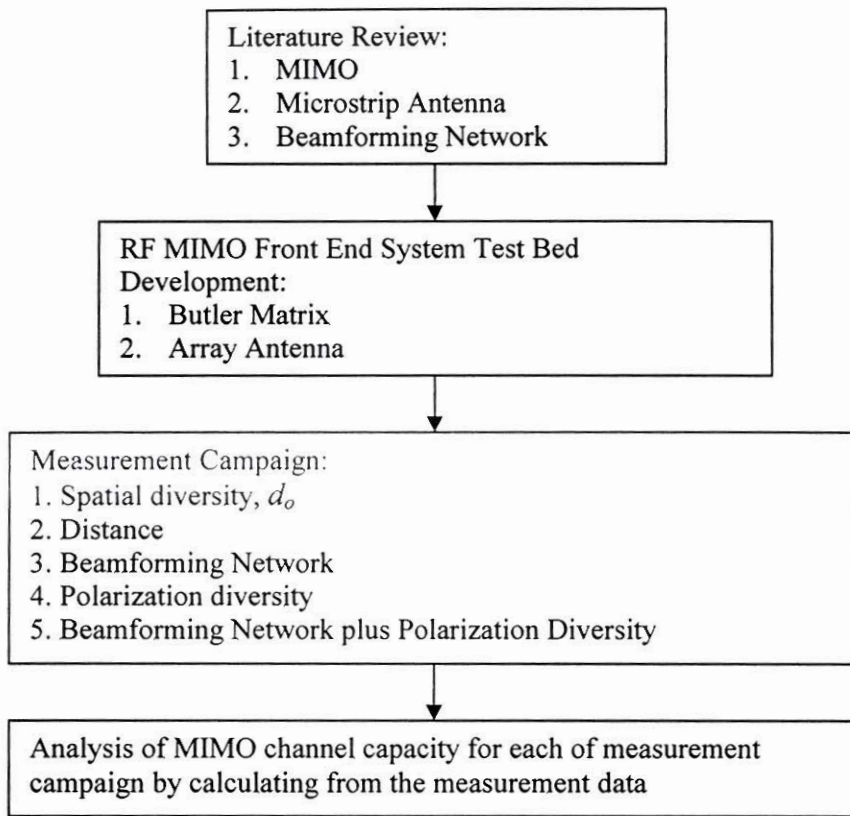 Literature Review:
1. MIMO
2. Microstrip Antenna
3. Beamforming Network
RF MIMO Front End System Test Bed
Development:
1. Butler Matrix
2. Array Antenna
Measurement Campaign:
1. Spatial diversity, dₒ
2. Distance
3. Beamforming Network
4. Polarization diversity
5. Beamforming Network plus Polarization Diversity
Analysis of MIMO channel capacity for each of measurement
campaign by calculating from the measurement data